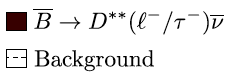 B̅ → D**(ℓ⁻/τ⁻)ν̅
Background